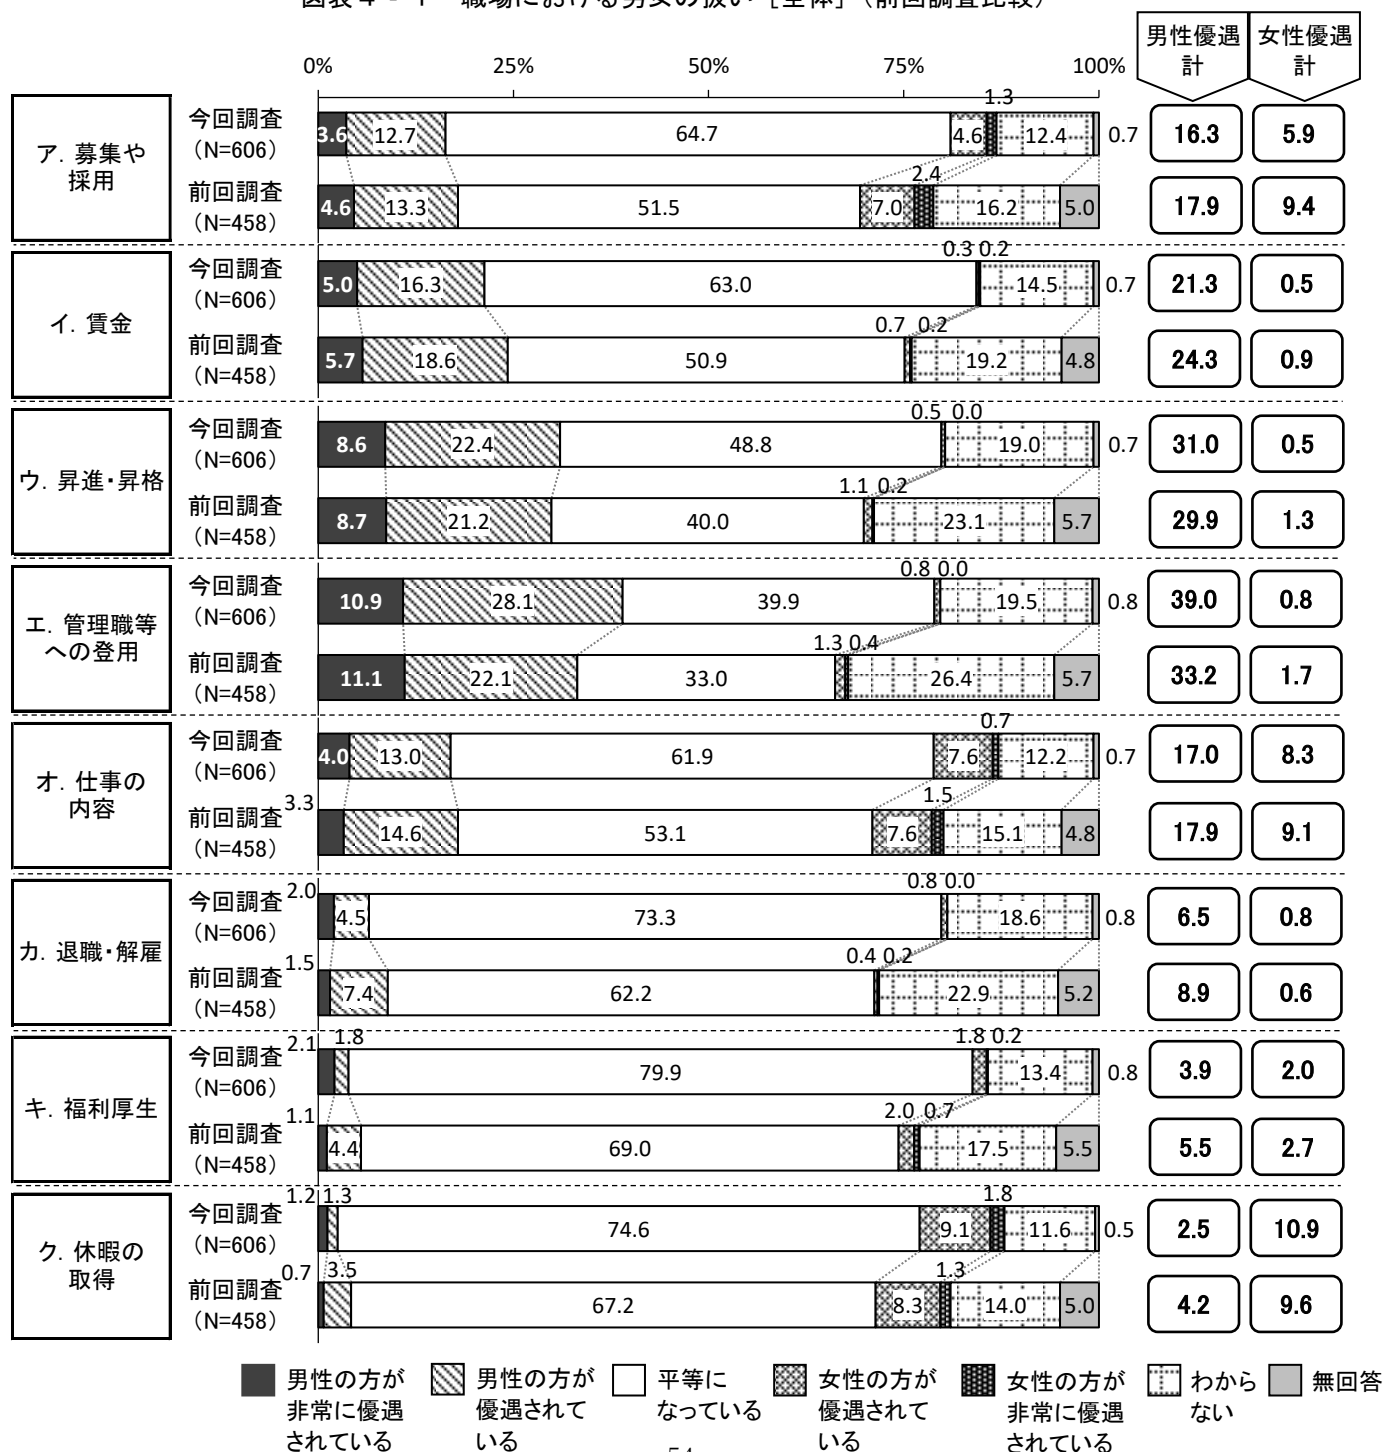 男性優遇 女性優遇
計 計
0% 25% 50% 75% 100%
ア．募集や
採用
今回調査
（N=606）
3.6 12.7 64.7 4.6 1.3 12.4 0.7 16.3 5.9
前回調査
（N=458）
4.6 13.3 51.5 7.0 2.4 16.2 5.0 17.9 9.4
イ．賃金
今回調査
（N=606）
5.0 16.3 63.0 0.3 0.2 14.5 0.7 21.3 0.5
前回調査
（N=458）
5.7 18.6 50.9 0.7 0.2 19.2 4.8 24.3 0.9
ウ．昇進・昇格
今回調査
（N=606）
8.6 22.4 48.8 0.5 0.0 19.0 0.7 31.0 0.5
前回調査
（N=458）
8.7 21.2 40.0 1.1 0.2 23.1 5.7 29.9 1.3
エ．管理職等
への登用
今回調査
（N=606）
10.9 28.1 39.9 0.8 0.0 19.5 0.8 39.0 0.8
前回調査
（N=458）
11.1 22.1 33.0 1.3 0.4 26.4 5.7 33.2 1.7
オ．仕事の
内容
今回調査
（N=606）
4.0 13.0 61.9 7.6 0.7 12.2 0.7 17.0 8.3
前回調査
（N=458）
3.3 14.6 53.1 7.6 1.5 15.1 4.8 17.9 9.1
カ．退職・解雇
今回調査
（N=606）
2.0 4.5 73.3 0.8 0.0 18.6 0.8 6.5 0.8
前回調査
（N=458）
1.5 7.4 62.2 0.4 0.2 22.9 5.2 8.9 0.6
キ．福利厚生
今回調査
（N=606）
2.1 1.8 79.9 1.8 0.2 13.4 0.8 3.9 2.0
前回調査
（N=458）
1.1 4.4 69.0 2.0 0.7 17.5 5.5 5.5 2.7
ク．休暇の
取得
今回調査
（N=606）
1.2 1.3 74.6 9.1 1.8 11.6 0.5 2.5 10.9
前回調査
（N=458）
0.7 3.5 67.2 8.3 1.3 14.0 5.0 4.2 9.6
男性の方が
非常に優遇
されている
男性の方が
優遇されて
いる
平等に
なっている
女性の方が
優遇されて
いる
女性の方が
非常に優遇
されている
わから
ない
無回答